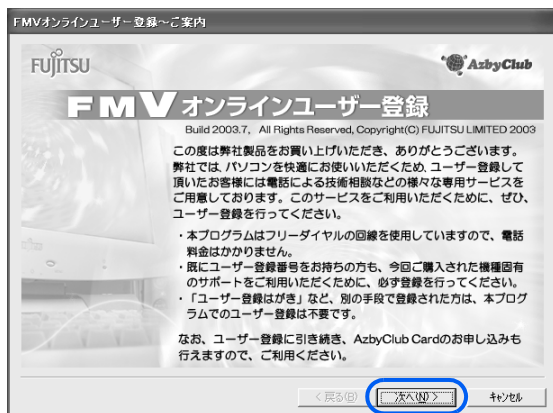 FMVオンラインユーザー登録～ご案内
FUJITSU
AzbyClub
FMVオンラインユーザー登録
Build 2003.7, All Rights Reserved, Copyright(C) FUJITSU LIMITED 2003
この度は弊社製品をお買い上げいただき、ありがとうございます。
弊社では、パソコンを快適にお使いいただくため、ユーザー登録して
頂いたお客様には電話による技術相談などの様々な専用サービスを
ご用意しております。このサービスをご利用いただくために、ぜひ、
ユーザー登録を行ってください。
・本プログラムはフリーダイヤルの回線を使用していますので、電話
料金はかかりません。
・既にユーザー登録番号をお持ちの方も、今回ご購入された機種固有
のサポートをご利用いただくために、必ず登録を行ってください。
・「ユーザー登録はがき」など、別の手段で登録された方は、本プログ
ラムでのユーザー登録は不要です。
なお、ユーザー登録に引き続き、AzbyClub Cardのお申し込みも
行えますので、ご利用ください。
< 戻る(B) 次へ(N) > キャンセル